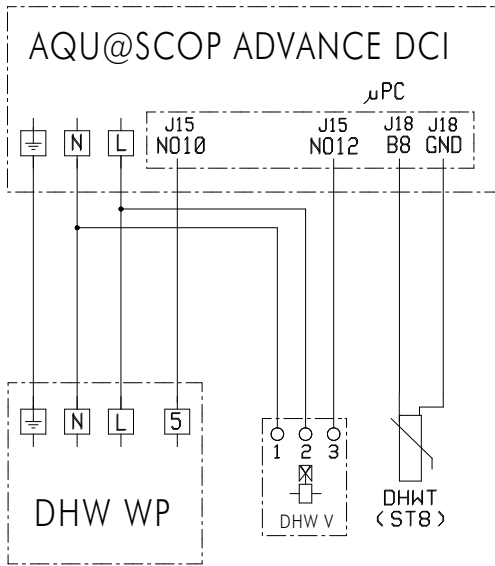 AQU@SCOP ADVANCE DCI
µPC
N L J15 NO10 J15 NO12 J18 B8 J18 GND
N L 5
1 2 3
DHW WP
DHW V
DHWT
(ST8)